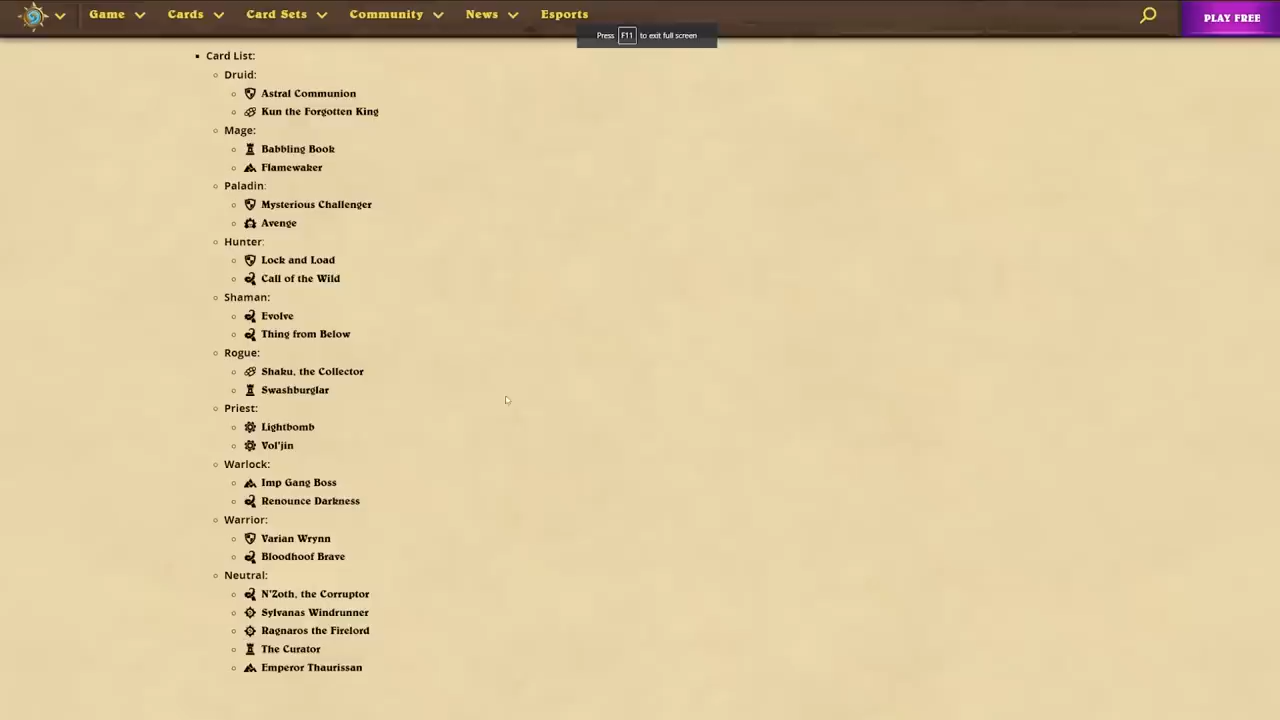 Game Cards Card Sets Community News Esports PLAY FREE
Press F11 to exit full screen
Card List:
Druid:
Astral Communion
Kun the Forgotten King
Mage:
Babbling Book
Flamewaker
Paladin:
Mysterious Challenger
Avenge
Hunter:
Lock and Load
Call of the Wild
Shaman:
Evolve
Thing from Below
Rogue:
Shaku, the Collector
Swashburglar
Priest:
Lightbomb
Vol'jin
Warlock:
Imp Gang Boss
Renounce Darkness
Warrior:
Varian Wrynn
Bloodhoof Brave
Neutral:
N'Zoth, the Corruptor
Sylvanas Windrunner
Ragnaros the Firelord
The Curator
Emperor Thaurissan